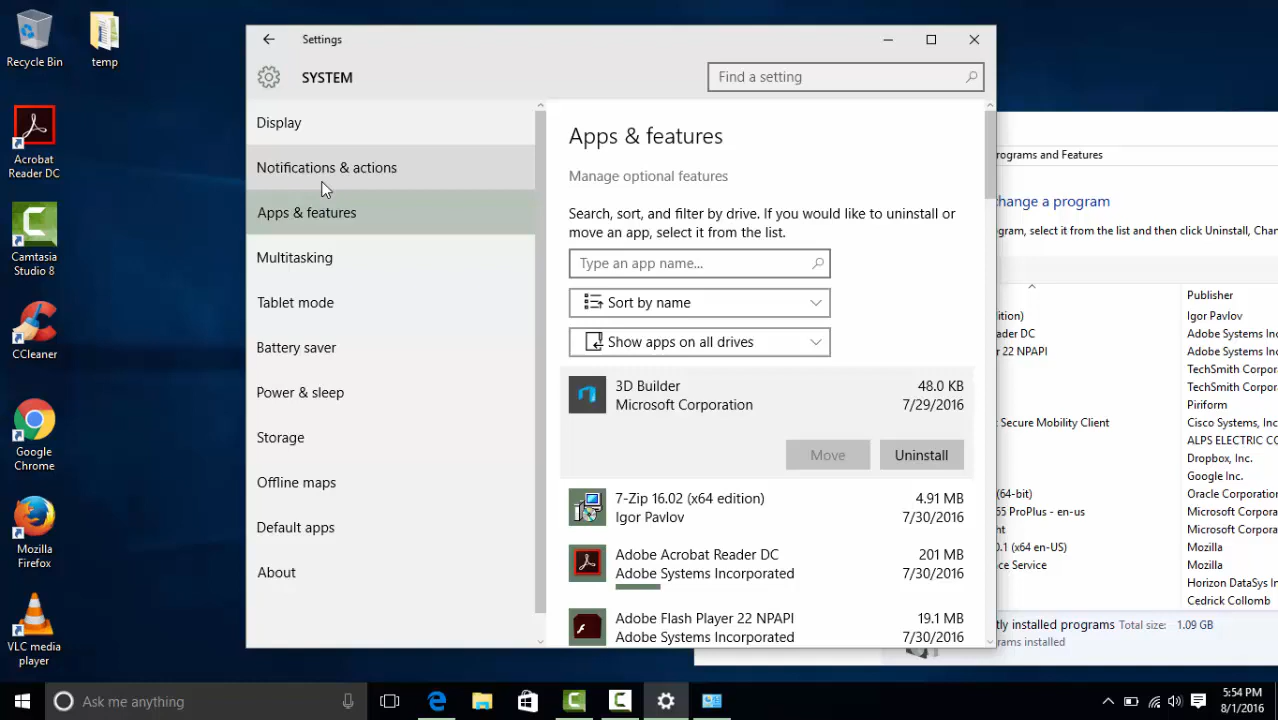 Recycle Bin
temp
Acrobat
Reader DC
Camtasia
Studio 8
CCleaner
Google
Chrome
Mozilla
Firefox
VLC media
player
Settings
SYSTEM
Find a setting
Display
Notifications & actions
Apps & features
Multitasking
Tablet mode
Battery saver
Power & sleep
Storage
Offline maps
Default apps
About
Apps & features
Manage optional features
Search, sort, and filter by drive. If you would like to uninstall or
move an app, select it from the list.
Type an app name...
Sort by name
Show apps on all drives
3D Builder 48.0 KB
Microsoft Corporation 7/29/2016
Move Uninstall
7-Zip 16.02 (x64 edition) 4.91 MB
Igor Pavlov 7/30/2016
Adobe Acrobat Reader DC 201 MB
Adobe Systems Incorporated 7/30/2016
Adobe Flash Player 22 NPAPI 19.1 MB
Adobe Systems Incorporated 7/30/2016
rograms and Features
hange a program
gram, select it from the list and then click Uninstall, Chan
Publisher
ition) Igor Pavlov
ader DC Adobe Systems In
22 NPAPI Adobe Systems In
TechSmith Corpor
TechSmith Corpor
Piriform
Secure Mobility Client Cisco Systems, Inc
ALPS ELECTRIC CO
Dropbox, Inc.
Google Inc.
(64-bit) Oracle Corporation
65 ProPlus - en-us Microsoft Corpora
ht Microsoft Corpora
0.1 (x64 en-US) Mozilla
ce Service Mozilla
Horizon DataSys In
Cedrick Collomb
tly installed programs Total size: 1.09 GB
grams installed
Ask me anything
5:54 PM
8/1/2016